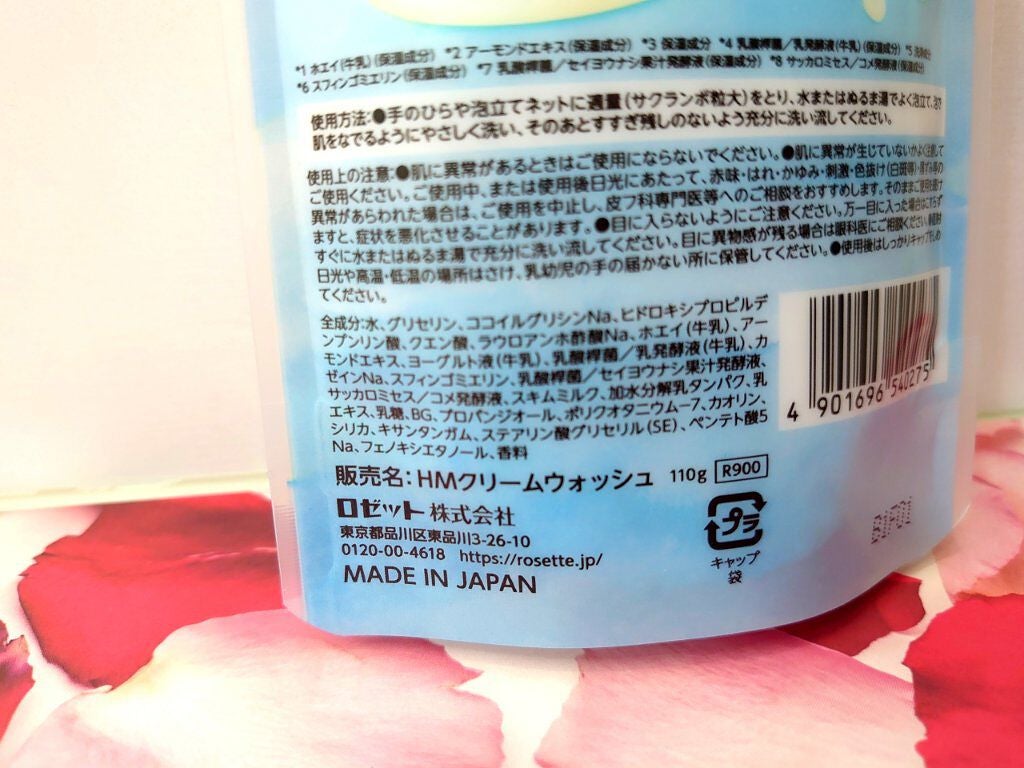 *1 ホエイ(牛乳)(保湿成分) *2 アーモンドエキス(保湿成分) *3 保湿成分 *4 乳酸桿菌/乳発酵液(牛乳)(保湿成分) *5 洗浄成分
*6 スフィンゴミエリン(保湿成分) *7 乳酸桿菌/セイヨウナシ果汁発酵液(保湿成分) *8 サッカロミセス/コメ発酵液(保湿成分)
使用方法:●手のひらや泡立てネットに適量(サクランボ粒大)をとり、水またはぬるま湯でよく泡立て、泡で
肌をなでるようにやさしく洗い、そのあとすすぎ残しのないよう充分に洗い流してください。
使用上の注意:●肌に異常があるときはご使用にならないでください。●肌に異常が生じていないかよく注意して
ご使用ください。ご使用中、または使用後日光にあたって、赤味・はれ・かゆみ・刺激・色抜け(白斑等)・黒ずみ等の
異常があらわれた場合は、ご使用を中止し、皮フ科専門医等へのご相談をおすすめします。そのままご使用を続け
ますと、症状を悪化させることがあります。●目に入らないようにご注意ください。万一目に入った場合はこすらず
すぐに水またはぬるま湯で充分に洗い流してください。目に異物感が残る場合は眼科医にご相談ください。●直射
日光や高温・低温の場所はさけ、乳幼児の手の届かない所に保管してください。●使用後はしっかりキャップをしめ
てください。
全成分:水、グリセリン、ココイルグリシンNa、ヒドロキシプロピルデ
ンプンリン酸、クエン酸、ラウロアンホ酢酸Na、ホエイ(牛乳)、アー
モンドエキス、ヨーグルト液(牛乳)、乳酸桿菌/乳発酵液(牛乳)、カ
ゼインNa、スフィンゴミエリン、乳酸桿菌/セイヨウナシ果汁発酵液、
サッカロミセス/コメ発酵液、スキムミルク、加水分解乳タンパク、乳
エキス、乳糖、BG、プロパンジオール、ポリクオタニウム-7、カオリン、
シリカ、キサンタンガム、ステアリン酸グリセリル(SE)、ペンテト酸5
Na、フェノキシエタノール、香料
4 901696 540275
販売名:HMクリームウォッシュ 110g R900
ロゼット株式会社
東京都品川区東品川3-26-10
0120-00-4618 https://rosette.jp/
MADE IN JAPAN
プラ
キャップ
袋